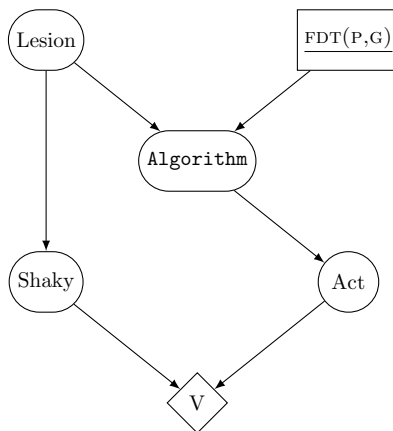 Lesion
FDT(P,G)
Algorithm
Shaky
Act
V